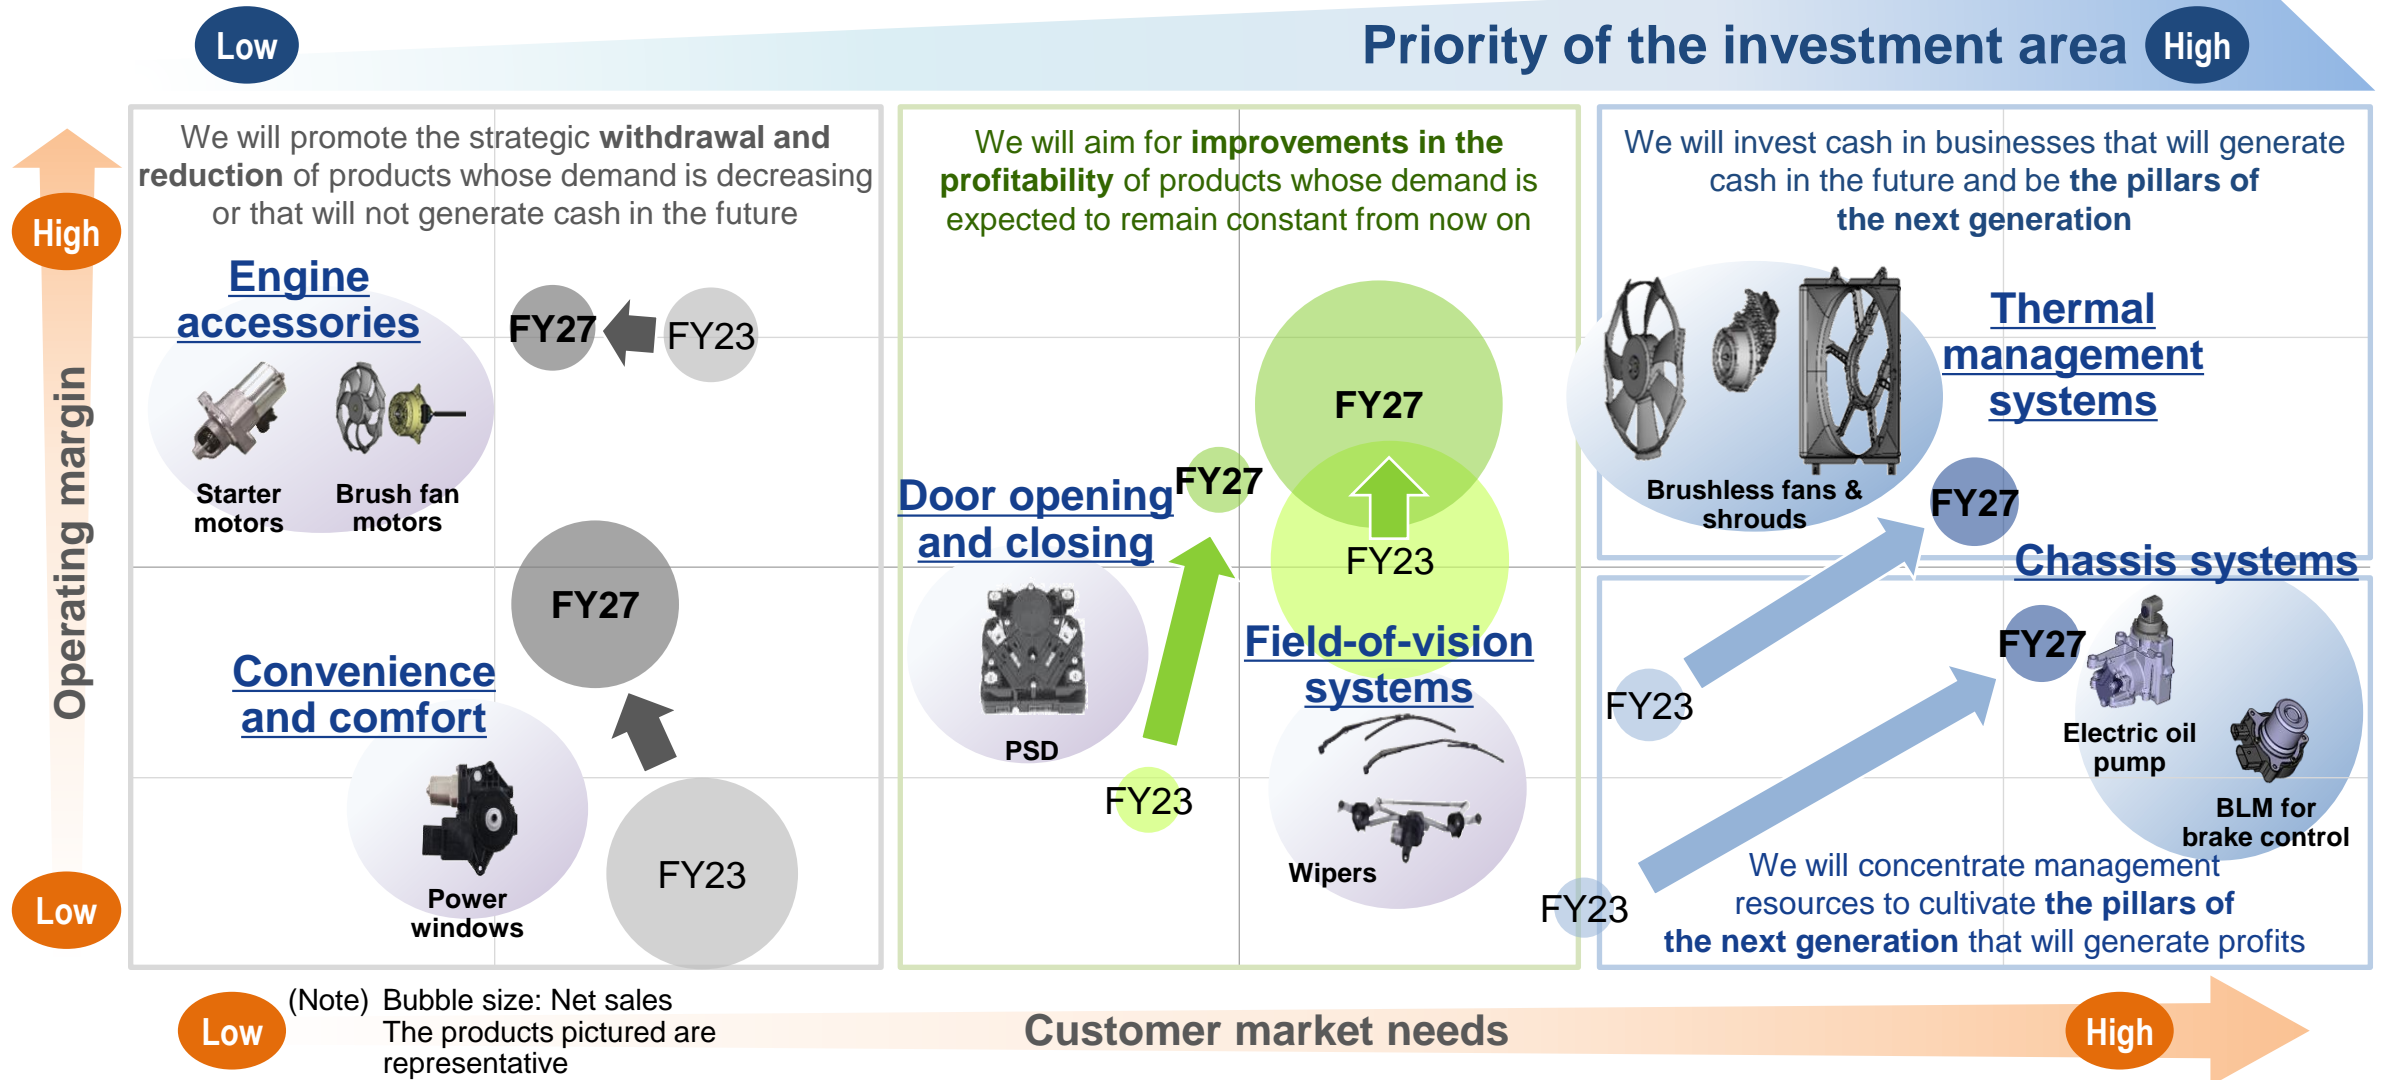 Low
Priority of the investment area
High
We will promote the strategic withdrawal and
reduction of products whose demand is decreasing
or that will not generate cash in the future
We will aim for improvements in the
profitability of products whose demand is
expected to remain constant from now on
We will invest cash in businesses that will generate
cash in the future and be the pillars of
the next generation
High
Operating margin
Low
Engine
accessories
Starter
motors
Brush fan
motors
FY27
FY23
Convenience
and comfort
Power
windows
FY27
FY23
Door opening
and closing
PSD
FY27
FY23
FY27
FY23
Field-of-vision
systems
Wipers
Thermal
management
systems
Brushless fans &
shrouds
FY27
FY23
Chassis systems
FY27
FY23
Electric oil
pump
BLM for
brake control
We will concentrate management
resources to cultivate the pillars of
the next generation that will generate profits
Low
(Note) Bubble size: Net sales
The products pictured are
representative
Customer market needs
High